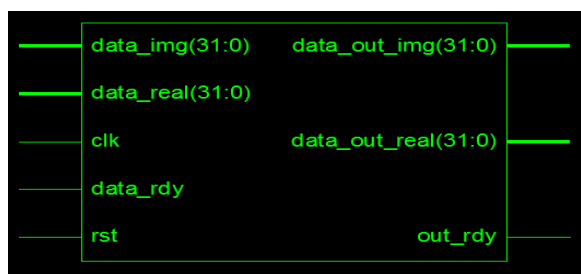 data_img(31:0) data_out_img(31:0)
data_real(31:0)
clk data_out_real(31:0)
data_rdy
rst out_rdy